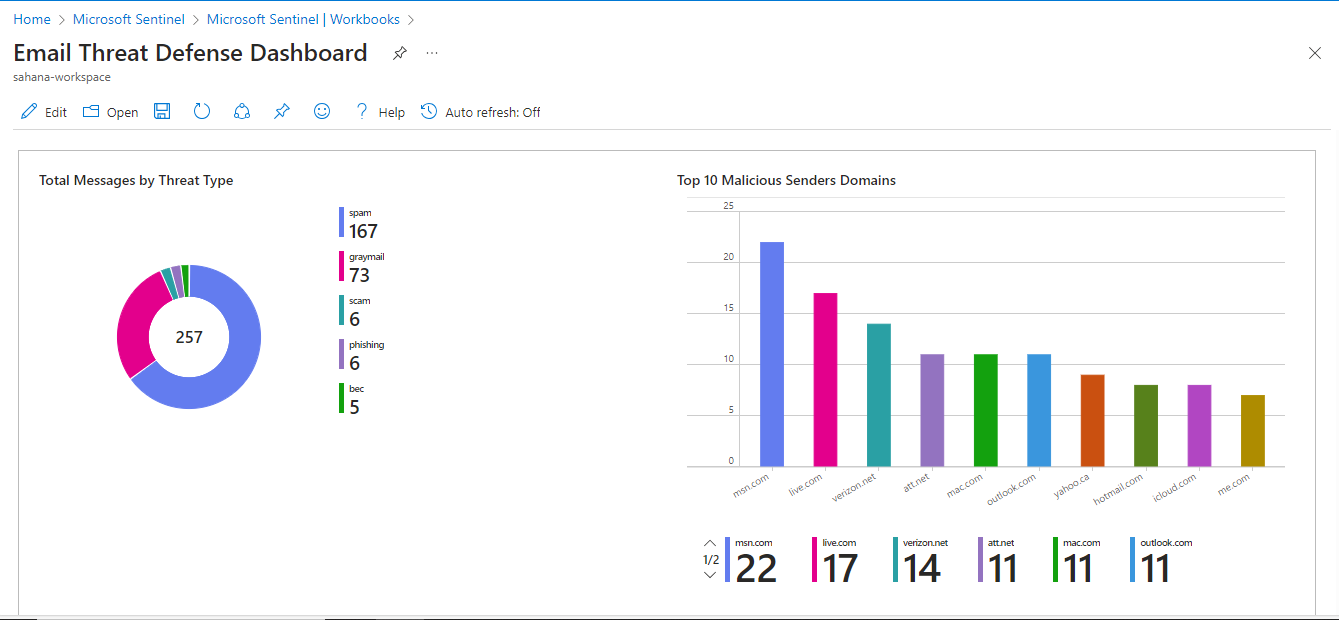 Home > Microsoft Sentinel > Microsoft Sentinel | Workbooks >
Email Threat Defense Dashboard ...
sahana-workspace
Edit Open ? Help Auto refresh: Off
Total Messages by Threat Type
257
spam
167
graymail
73
scam
6
phishing
6
bec
5
Top 10 Malicious Senders Domains
25
20
15
10
5
0
msn.com live.com verizon.net att.net mac.com outlook.com yahoo.ca hotmail.com icloud.com me.com
1/2
msn.com live.com verizon.net att.net mac.com outlook.com
22 17 14 11 11 11